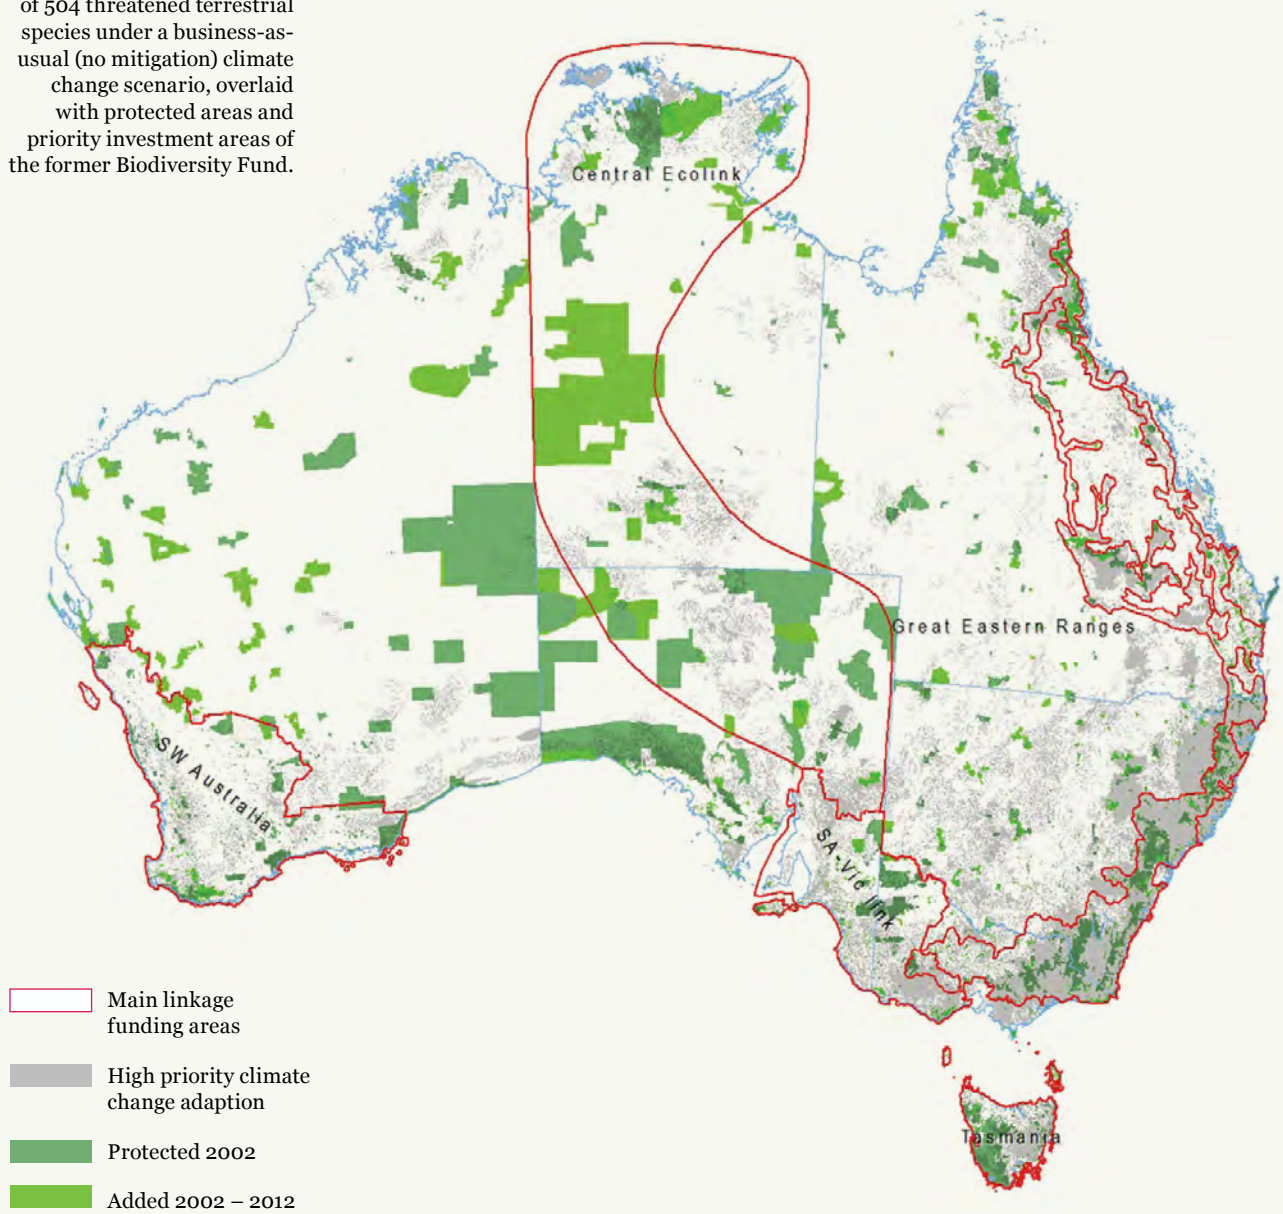 of 504 threatened terrestrial
species under a business-as-
usual (no mitigation) climate
change scenario, overlaid
with protected areas and
priority investment areas of
the former Biodiversity Fund.
Central Ecolink
Great Eastern Ranges
SW Australia
SA-Vic link
Tasmania
Main linkage
funding areas
High priority climate
change adaption
Protected 2002
Added 2002 – 2012